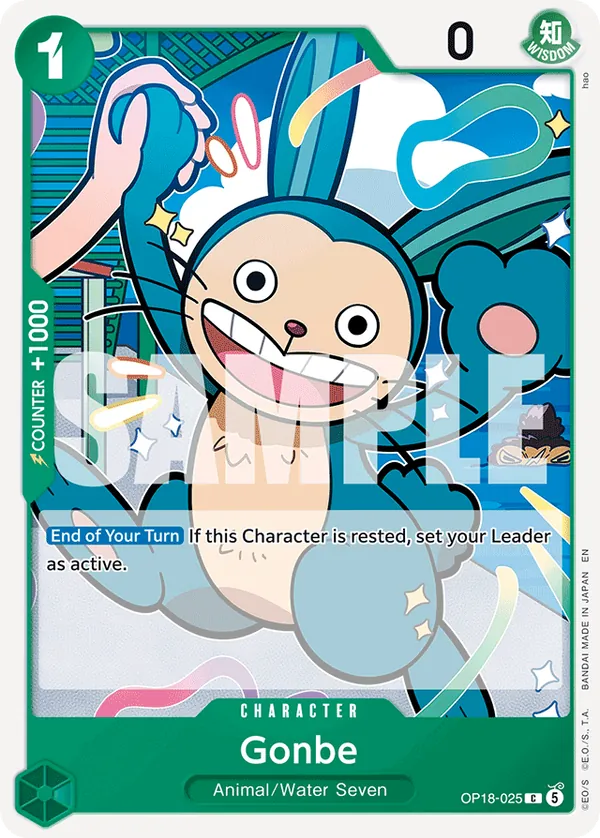 1
0
知
WISDOM
hao
COUNTER +1000
SAMPLE
End of Your Turn If this Character is rested, set your Leader
as active.
CHARACTER
Gonbe
Animal/Water Seven
OP18-025 C 5
©EO/S ©E.O./S., T.A. BANDAI MADE IN JAPAN EN